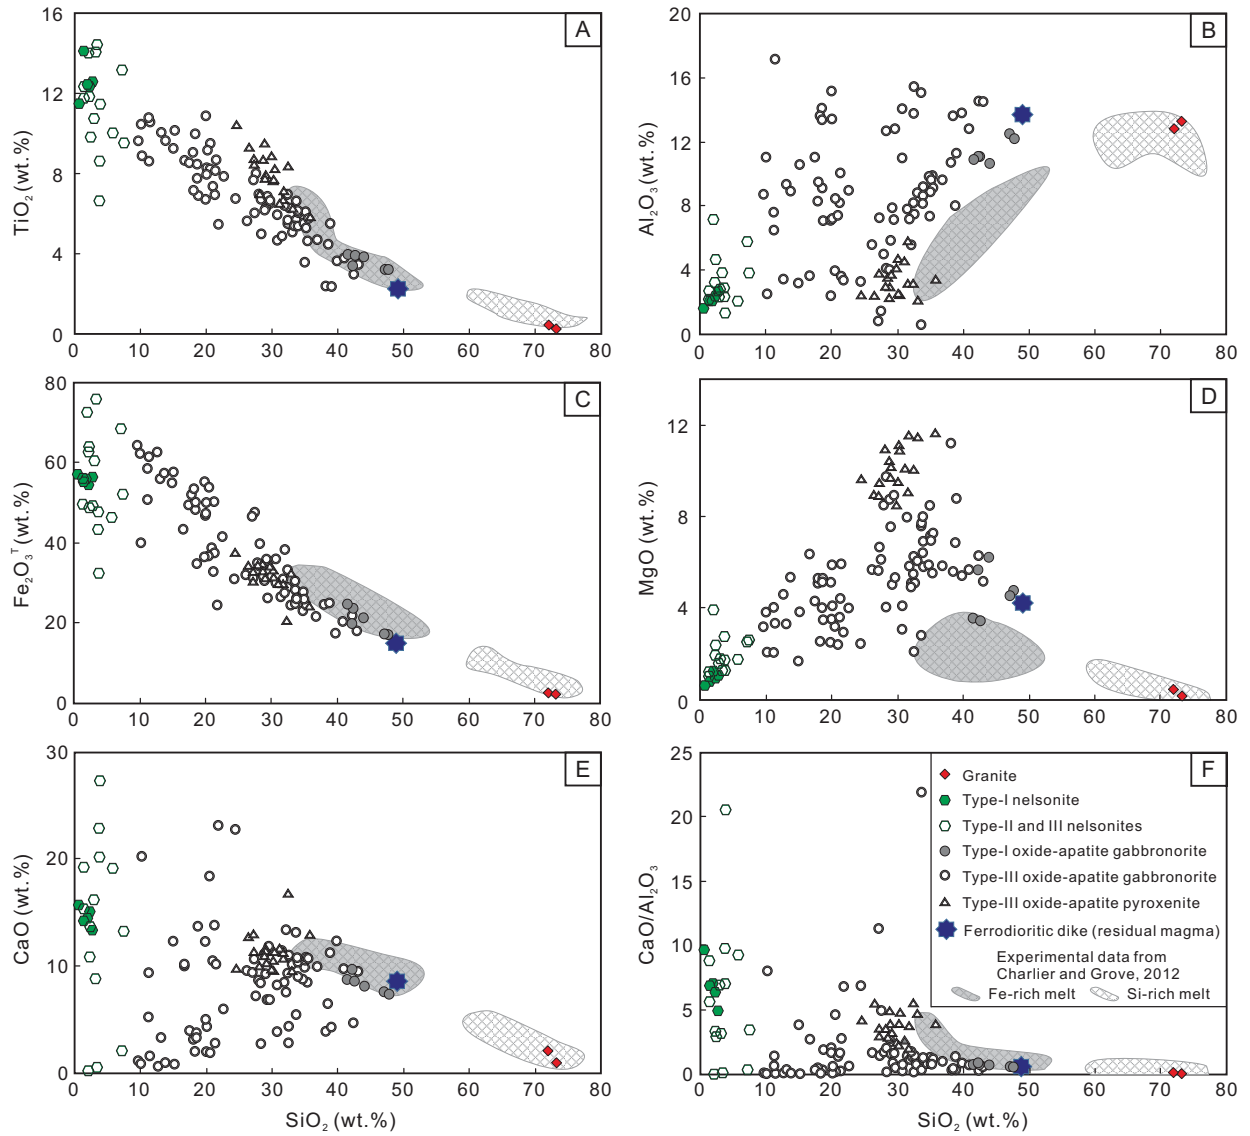 A
TiO₂ (wt.%)
16
12
8
4
0
0 10 20 30 40 50 60 70 80
B
Al₂O₃ (wt.%)
20
16
12
8
4
0
0 10 20 30 40 50 60 70 80
C
Fe₂O₃ᵀ (wt.%)
80
60
40
20
0
0 10 20 30 40 50 60 70 80
D
MgO (wt.%)
12
8
4
0
0 10 20 30 40 50 60 70 80
E
CaO (wt.%)
30
20
10
0
0 10 20 30 40 50 60 70 80
SiO₂ (wt.%)
F
CaO/Al₂O₃
25
20
15
10
5
0
0 10 20 30 40 50 60 70 80
SiO₂ (wt.%)
Granite
Type-I nelsonite
Type-II and III nelsonites
Type-I oxide-apatite gabbronorite
Type-III oxide-apatite gabbronorite
Type-III oxide-apatite pyroxenite
Ferrodioritic dike (residual magma)
Experimental data from
Charlier and Grove, 2012
Fe-rich melt Si-rich melt